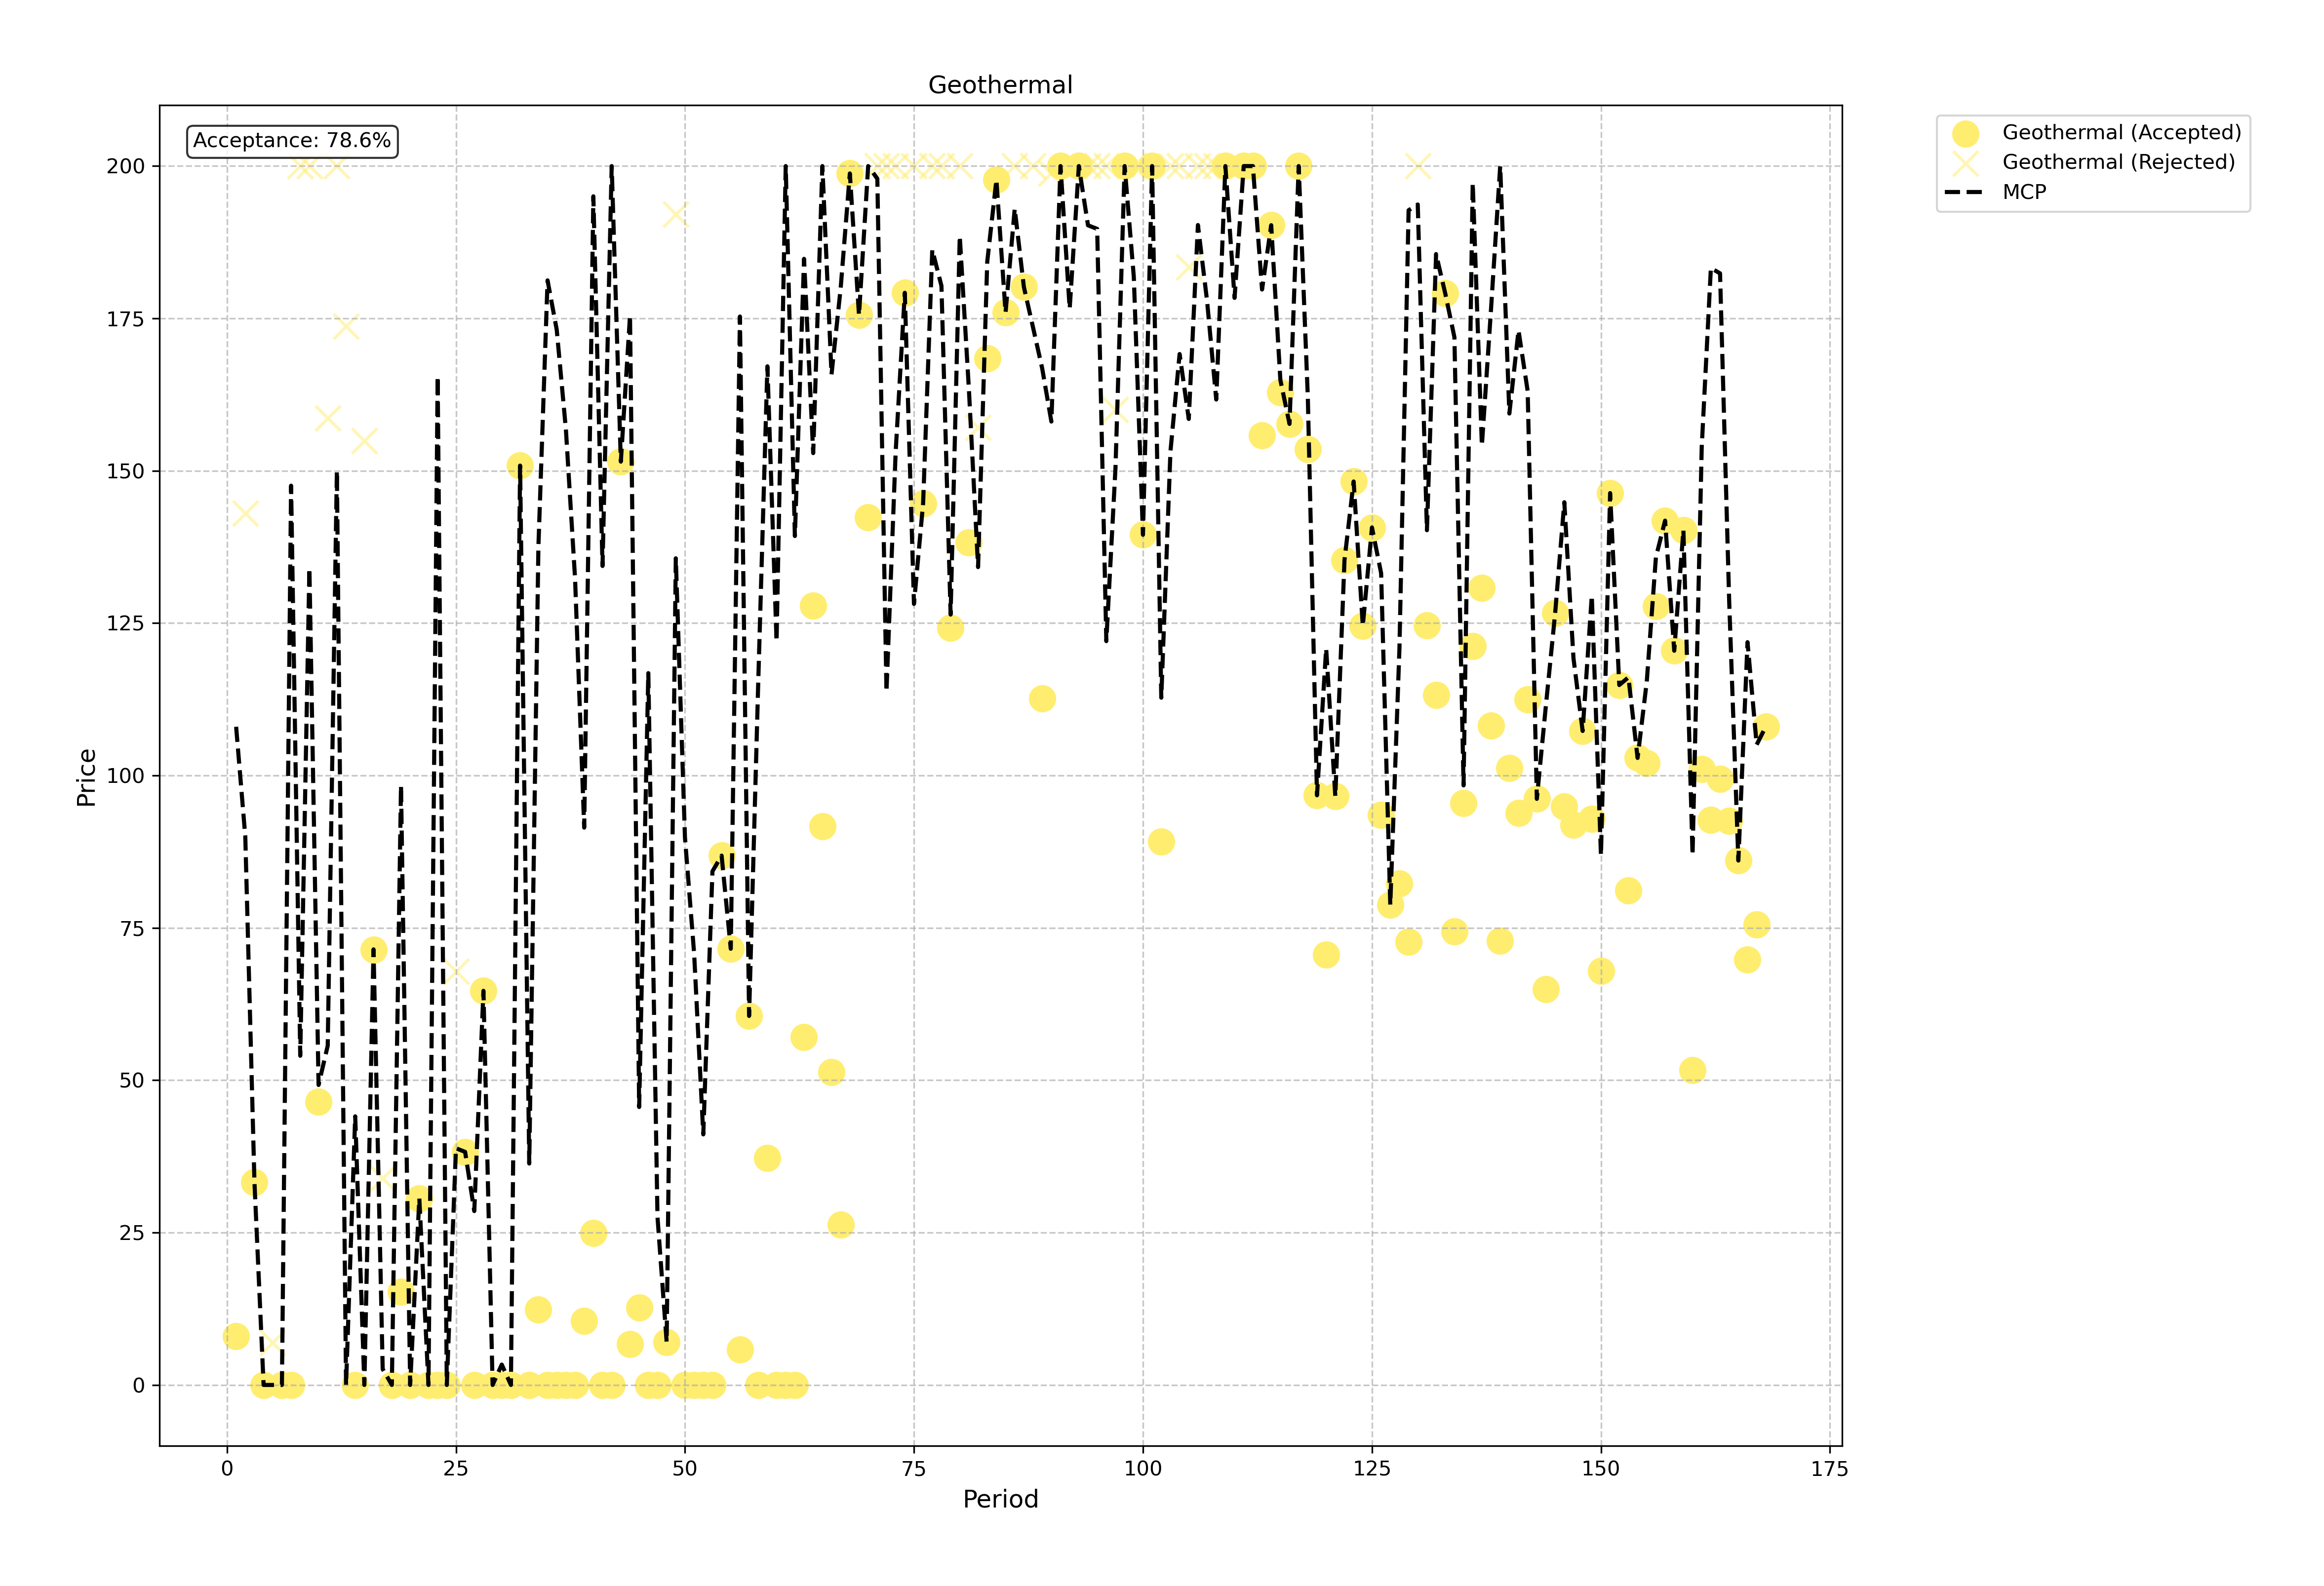 Geothermal
Acceptance: 78.6%
Geothermal (Accepted)
Geothermal (Rejected)
MCP
200
175
150
125
100
75
50
25
0
Price
0 25 50 75 100 125 150 175
Period